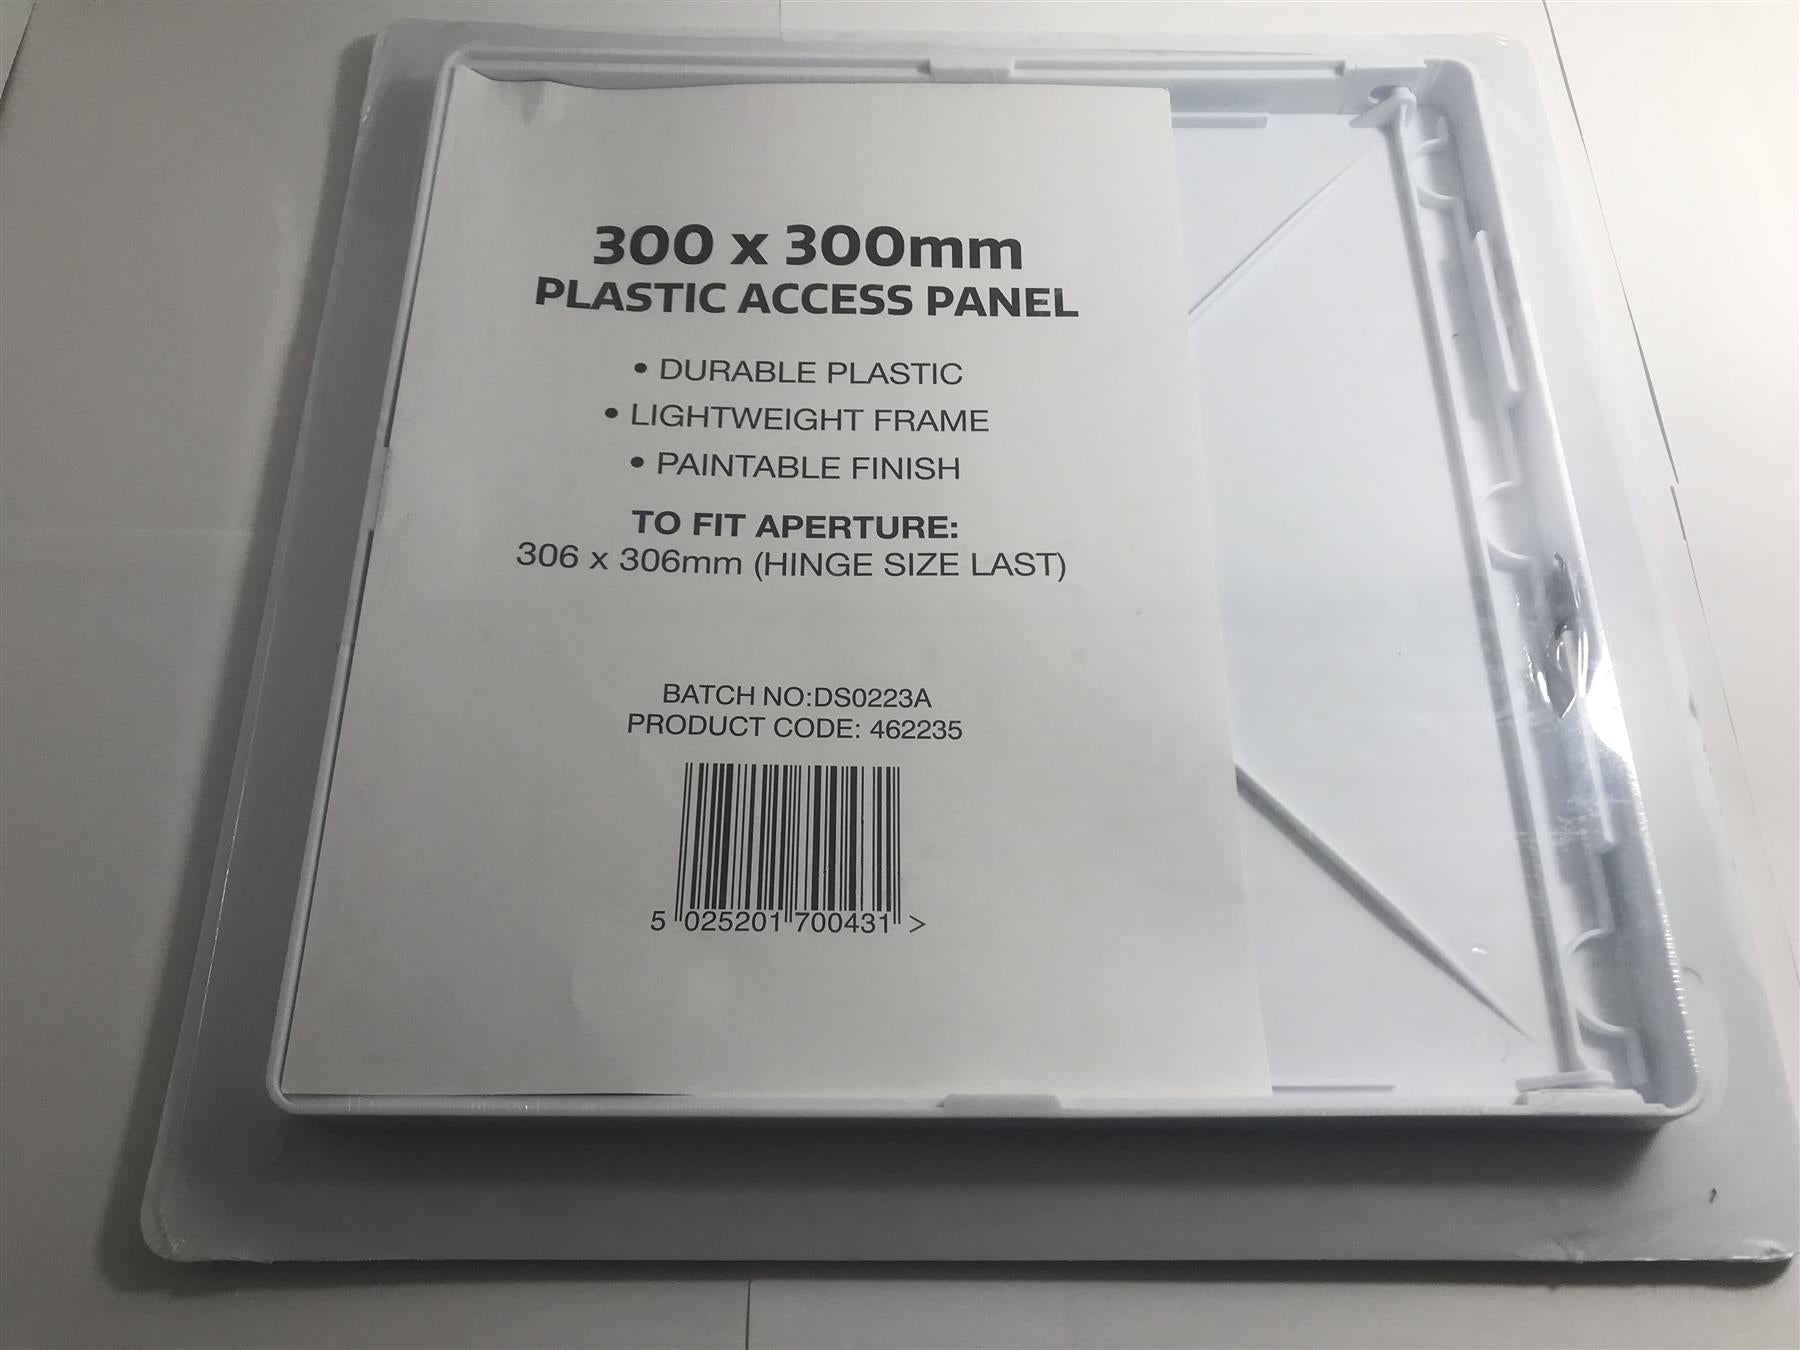 300 x 300mm
PLASTIC ACCESS PANEL
• DURABLE PLASTIC
• LIGHTWEIGHT FRAME
• PAINTABLE FINISH
TO FIT APERTURE:
306 x 306mm (HINGE SIZE LAST)
BATCH NO:DS0223A
PRODUCT CODE: 462235
5 025201 700431 >